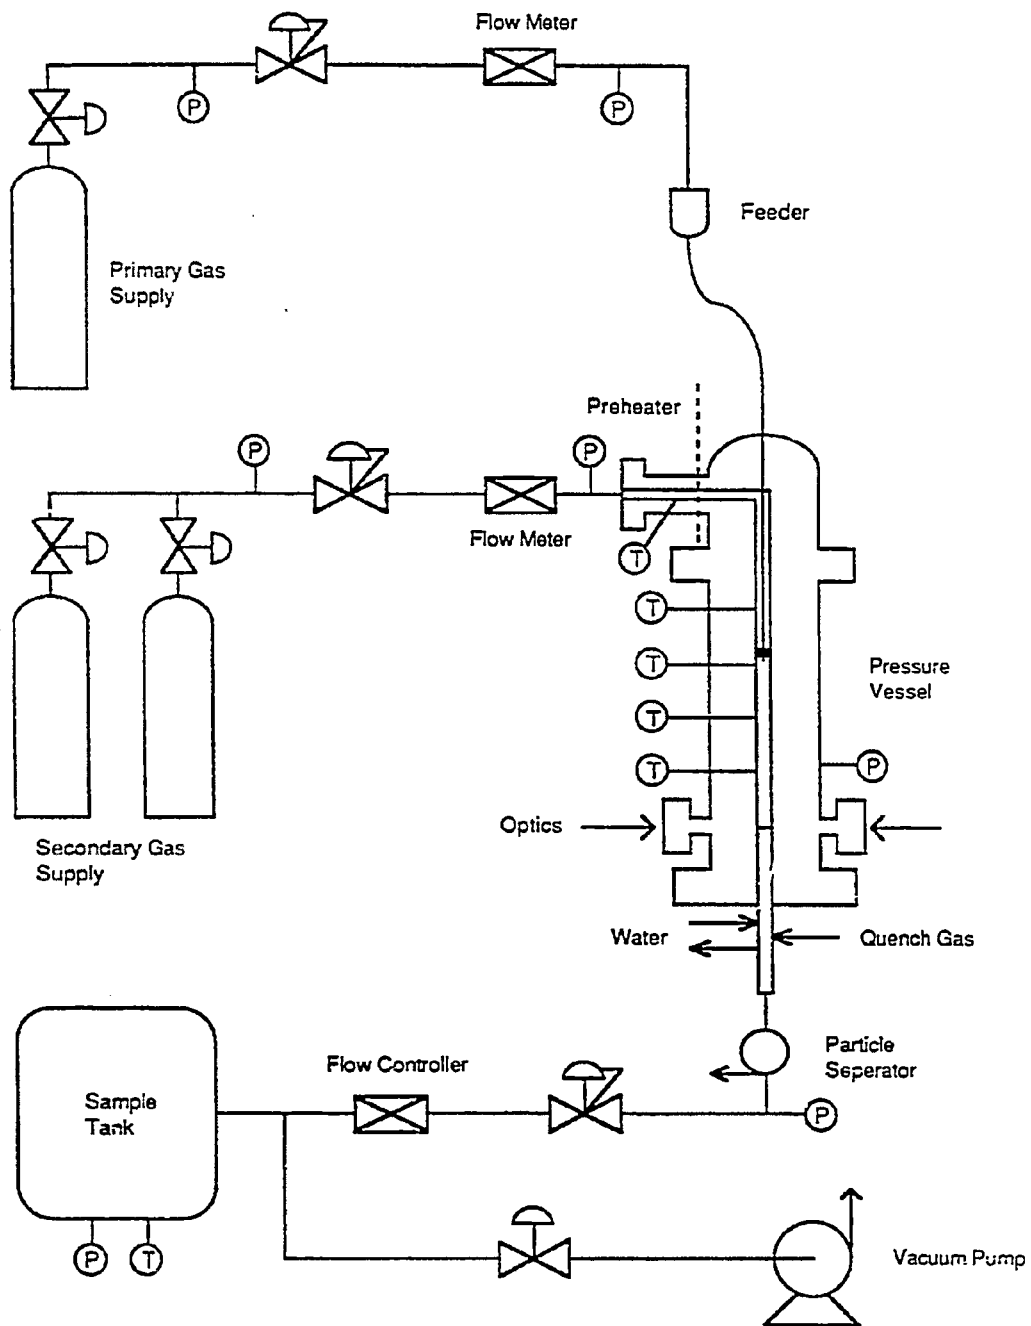 Flow Meter
P
P
Feeder
Primary Gas
Supply
Preheater
P
P
Flow Meter
T
T
T
Pressure
Vessel
T
T
P
Optics
Secondary Gas
Supply
Water
Quench Gas
Particle
Seperator
Flow Controller
Sample
Tank
P
P
T
Vacuum Pump